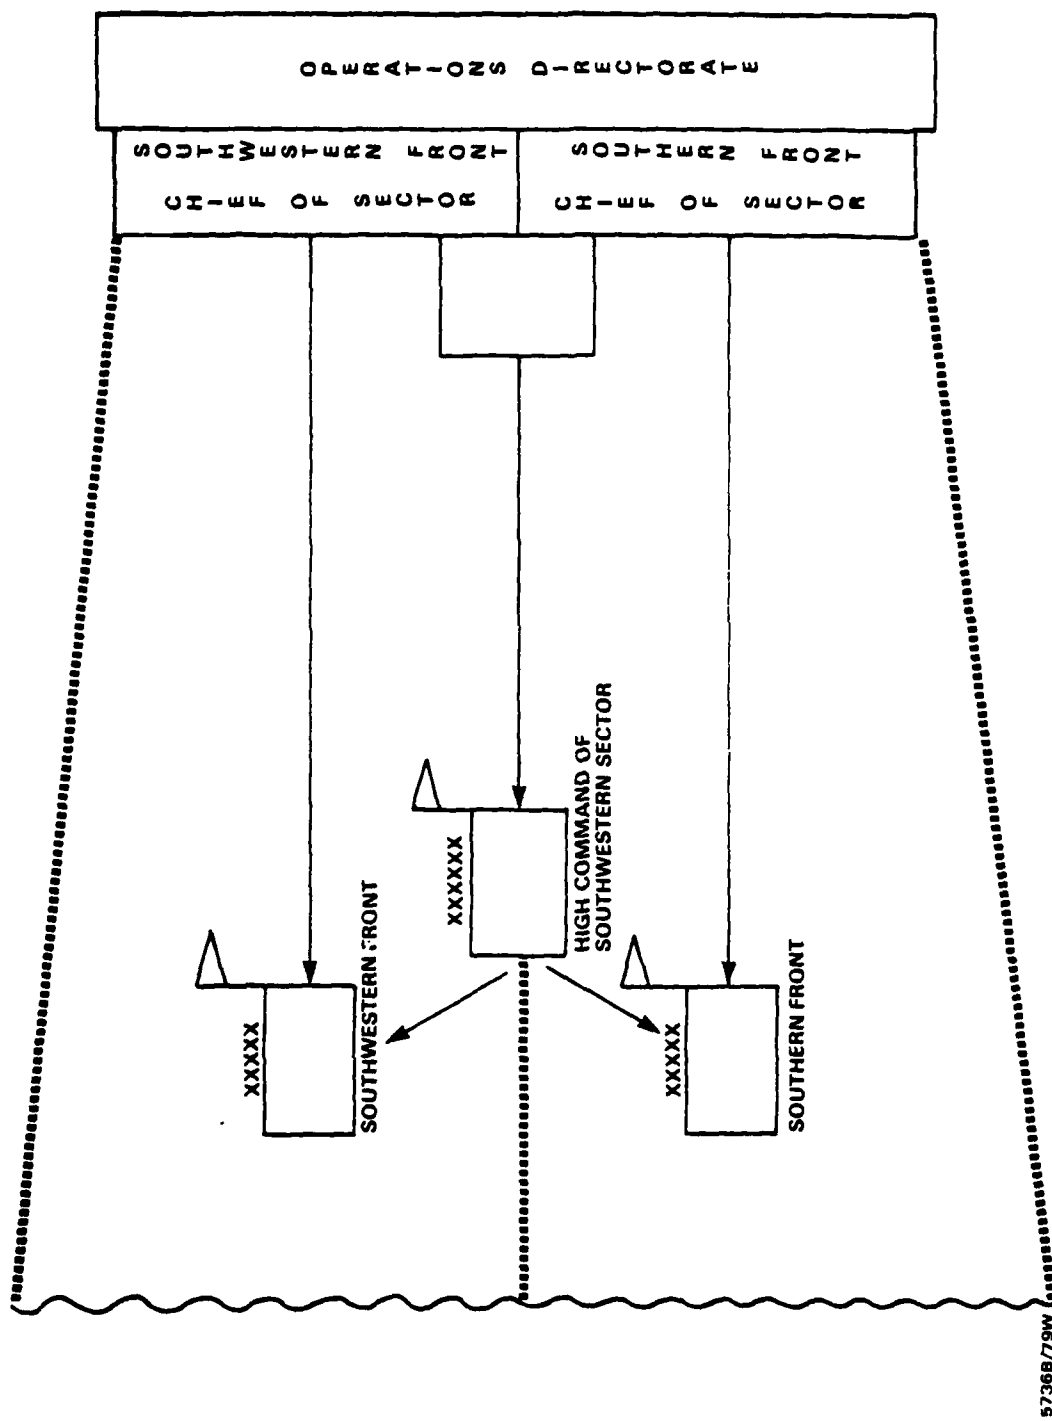 OPERATIONS DIRECTORATE
SOUTHWESTERN FRONT
CHIEF OF SECTOR
SOUTHERN FRONT
CHIEF OF SECTOR
XXXXXX
HIGH COMMAND OF
SOUTHWESTERN SECTOR
XXXXX
SOUTHWESTERN FRONT
XXXXX
SOUTHERN FRONT
5736B/79W